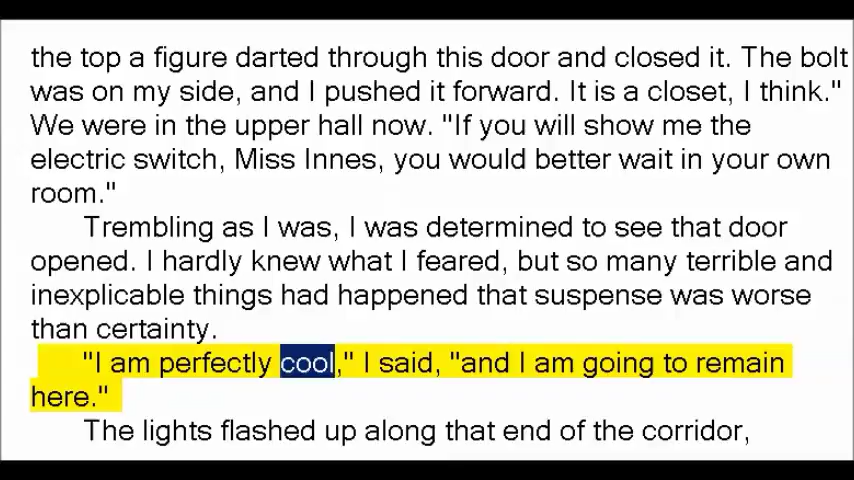 the top a figure darted through this door and closed it. The bolt
was on my side, and I pushed it forward. It is a closet, I think."
We were in the upper hall now. "If you will show me the
electric switch, Miss Innes, you would better wait in your own
room."
Trembling as I was, I was determined to see that door
opened. I hardly knew what I feared, but so many terrible and
inexplicable things had happened that suspense was worse
than certainty.
"I am perfectly cool," I said, "and I am going to remain
here."
The lights flashed up along that end of the corridor,